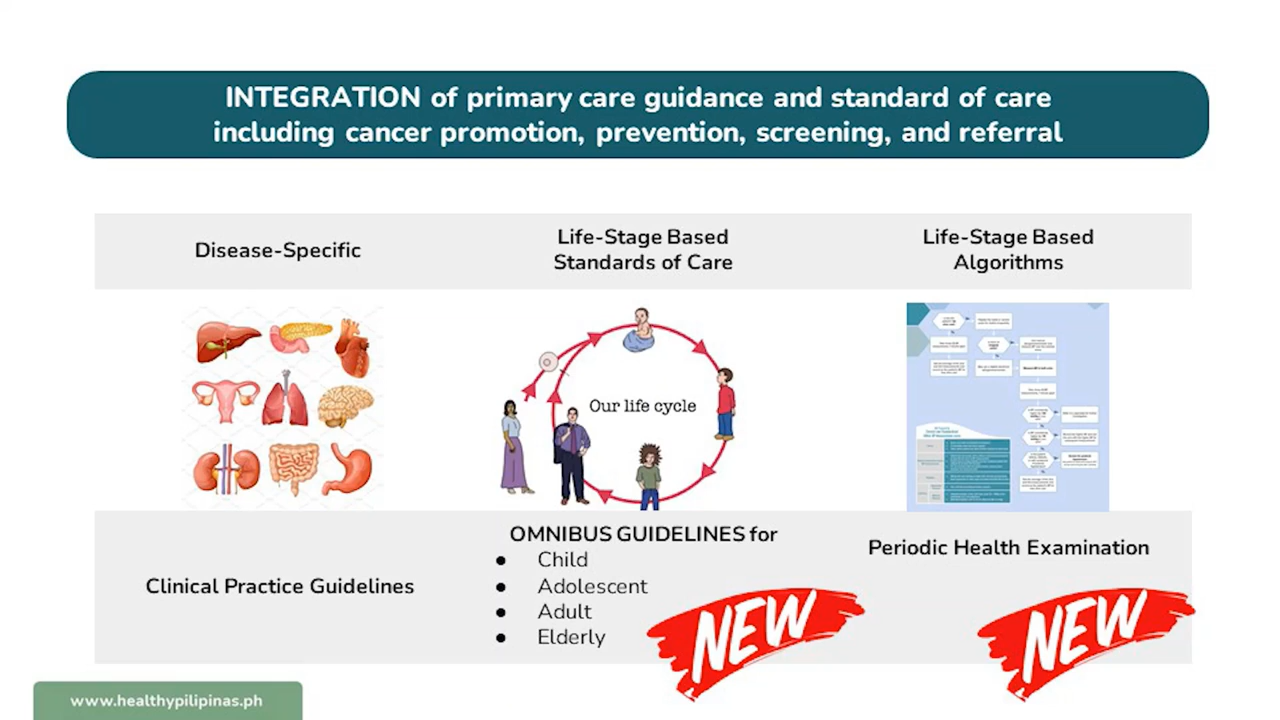 INTEGRATION of primary care guidance and standard of care
including cancer promotion, prevention, screening, and referral
Disease-Specific
Life-Stage Based
Standards of Care
Life-Stage Based
Algorithms
Our life cycle
Clinical Practice Guidelines
OMNIBUS GUIDELINES for
● Child
● Adolescent
● Adult
● Elderly
NEW
Periodic Health Examination
NEW
www.healthypilipinas.ph